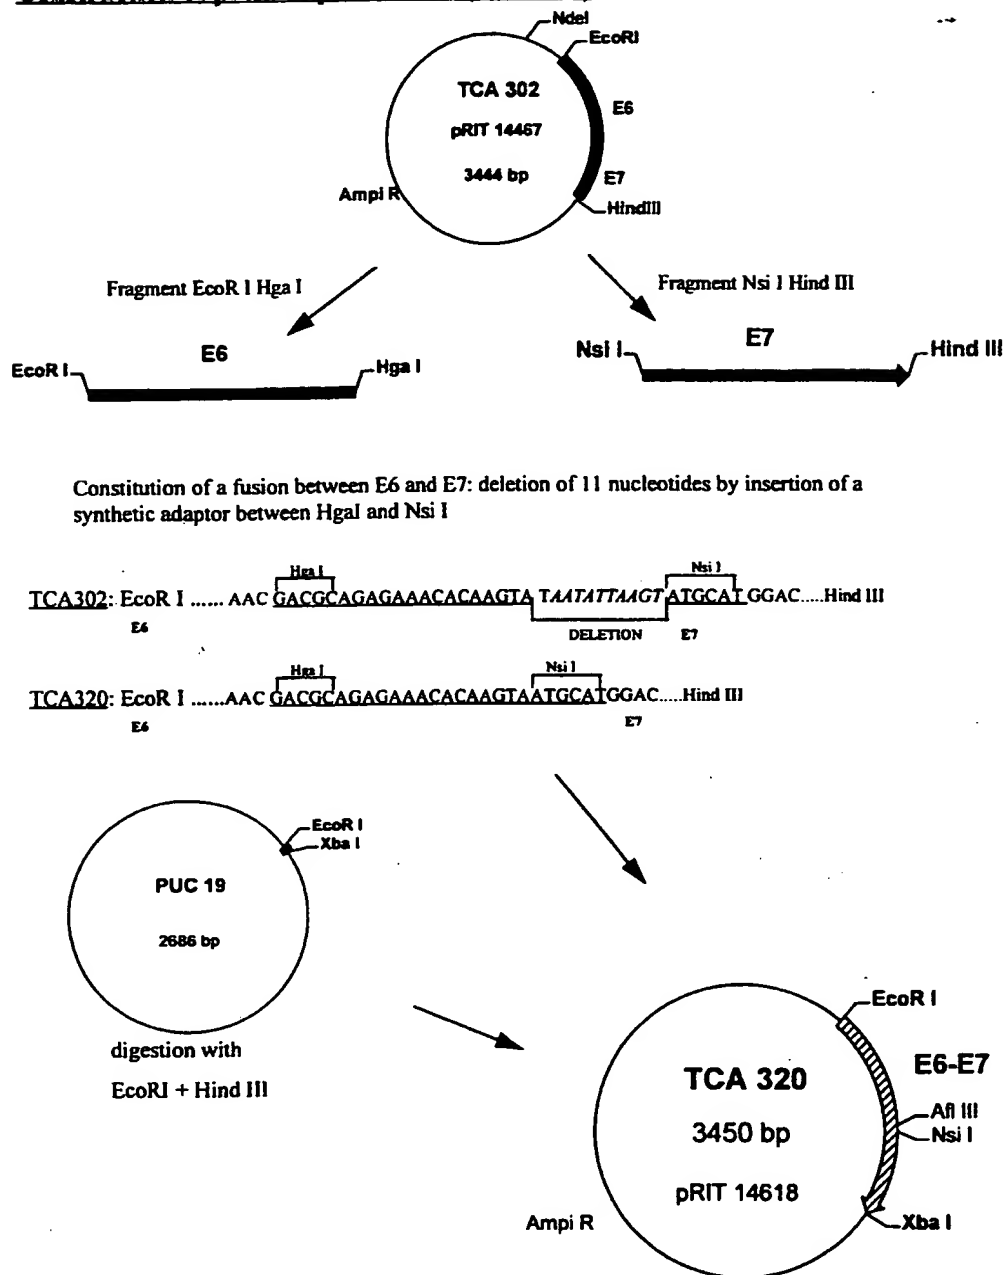 NdeI
EcoRI
TCA 302
E6
pRIT 14467
3444 bp
E7
Ampi R
HindIII
Fragment EcoR I Hga I
Fragment Nsi I Hind III
E6
E7
EcoR I
Hga I
Nsi I
Hind III
Constitution of a fusion between E6 and E7: deletion of 11 nucleotides by insertion of a
synthetic adaptor between HgaI and Nsi I
Hga I
Nsi I
TCA302: EcoR I ...... AAC GACGCAGAGAAACACAAGTA TAATATTAAGTATGCAT GGAC.....Hind III
E6
DELETION
E7
Hga I
Nsi I
TCA320: EcoR I ......AAC GACGCAGAGAAACACAAGTAATGCATGGAC.....Hind III
E6
E7
EcoR I
Xba I
PUC 19
2686 bp
digestion with
EcoRI + Hind III
EcoR I
E6-E7
TCA 320
Afl III
3450 bp
Nsi I
pRIT 14618
Ampi R
Xba I